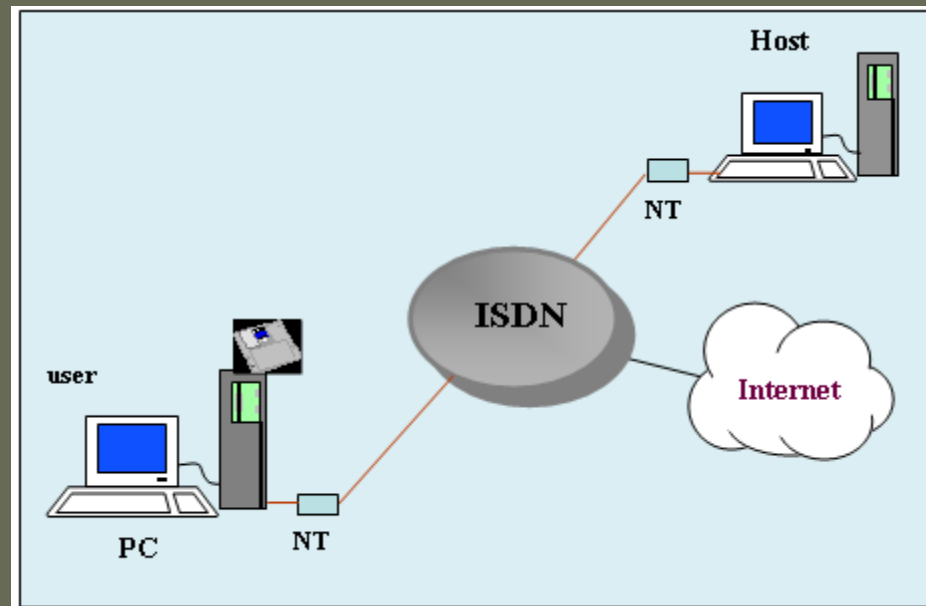 Host
NT
ISDN
user
Internet
PC
NT